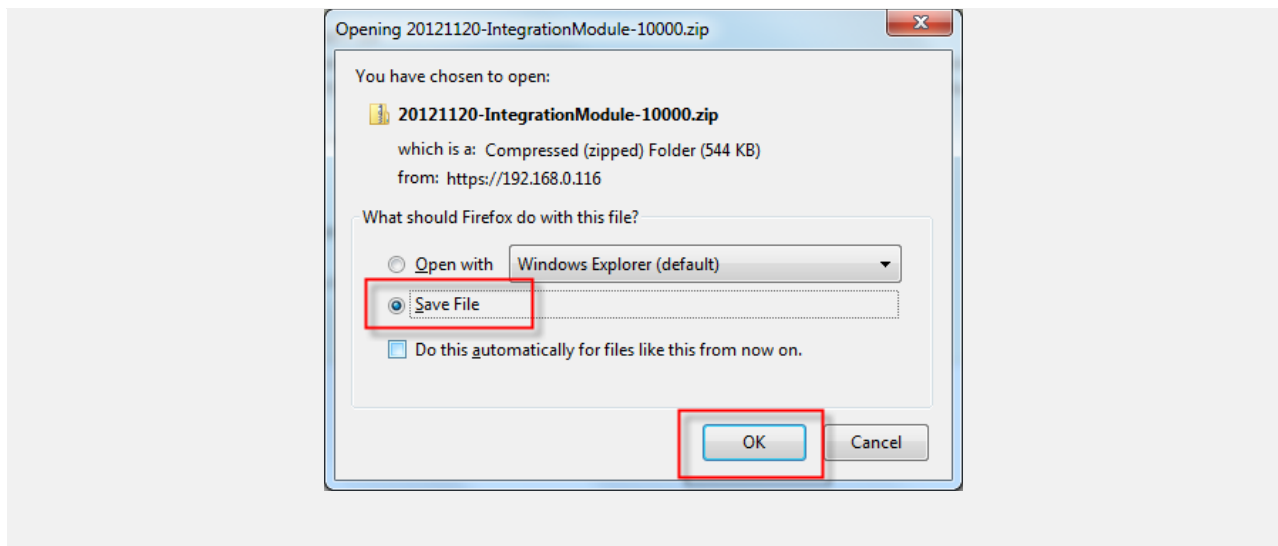 Opening 20121120-IntegrationModule-10000.zip
You have chosen to open:
20121120-IntegrationModule-10000.zip
which is a: Compressed (zipped) Folder (544 KB)
from: https://192.168.0.116
What should Firefox do with this file?
Open with Windows Explorer (default)
Save File
Do this automatically for files like this from now on.
OK Cancel